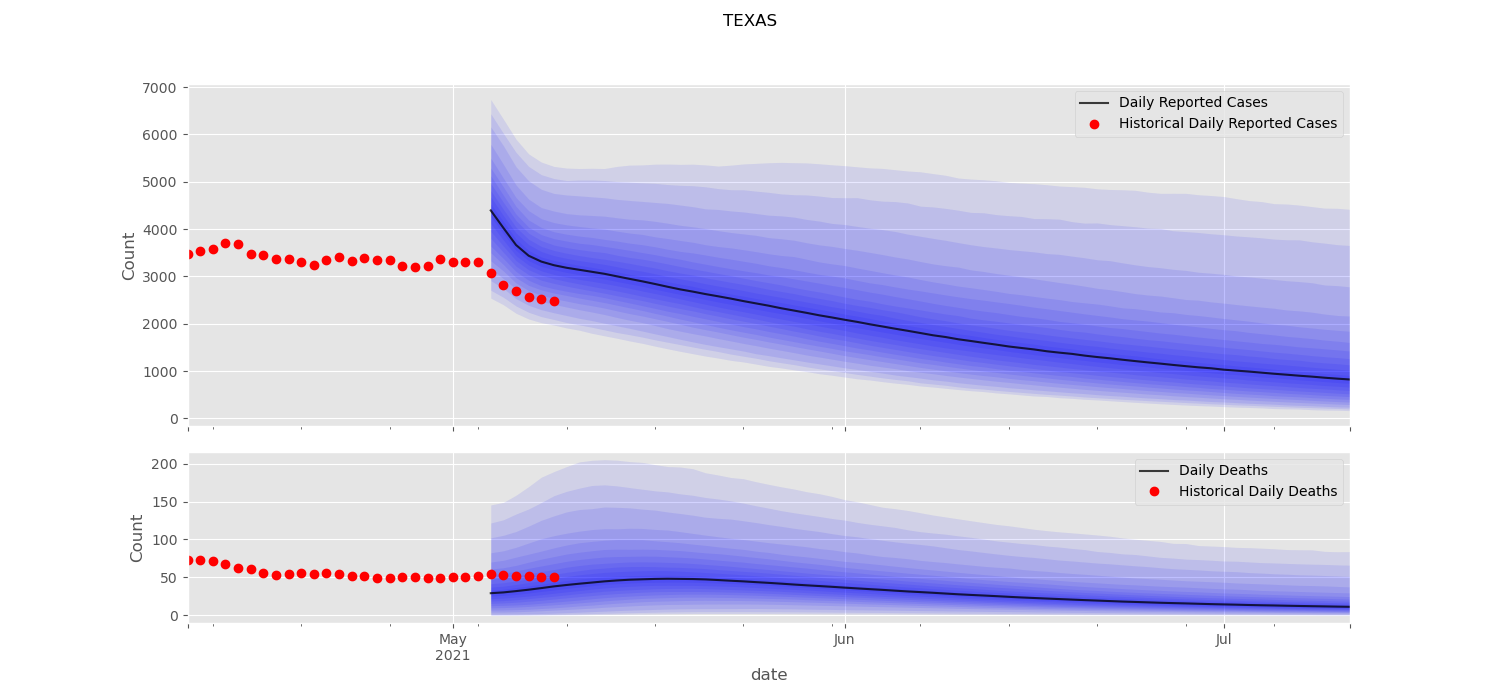 TEXAS
7000
6000
5000
4000
3000
2000
1000
0
Count
Daily Reported Cases
Historical Daily Reported Cases
200
150
100
50
0
Count
Daily Deaths
Historical Daily Deaths
May
2021
Jun
Jul
date